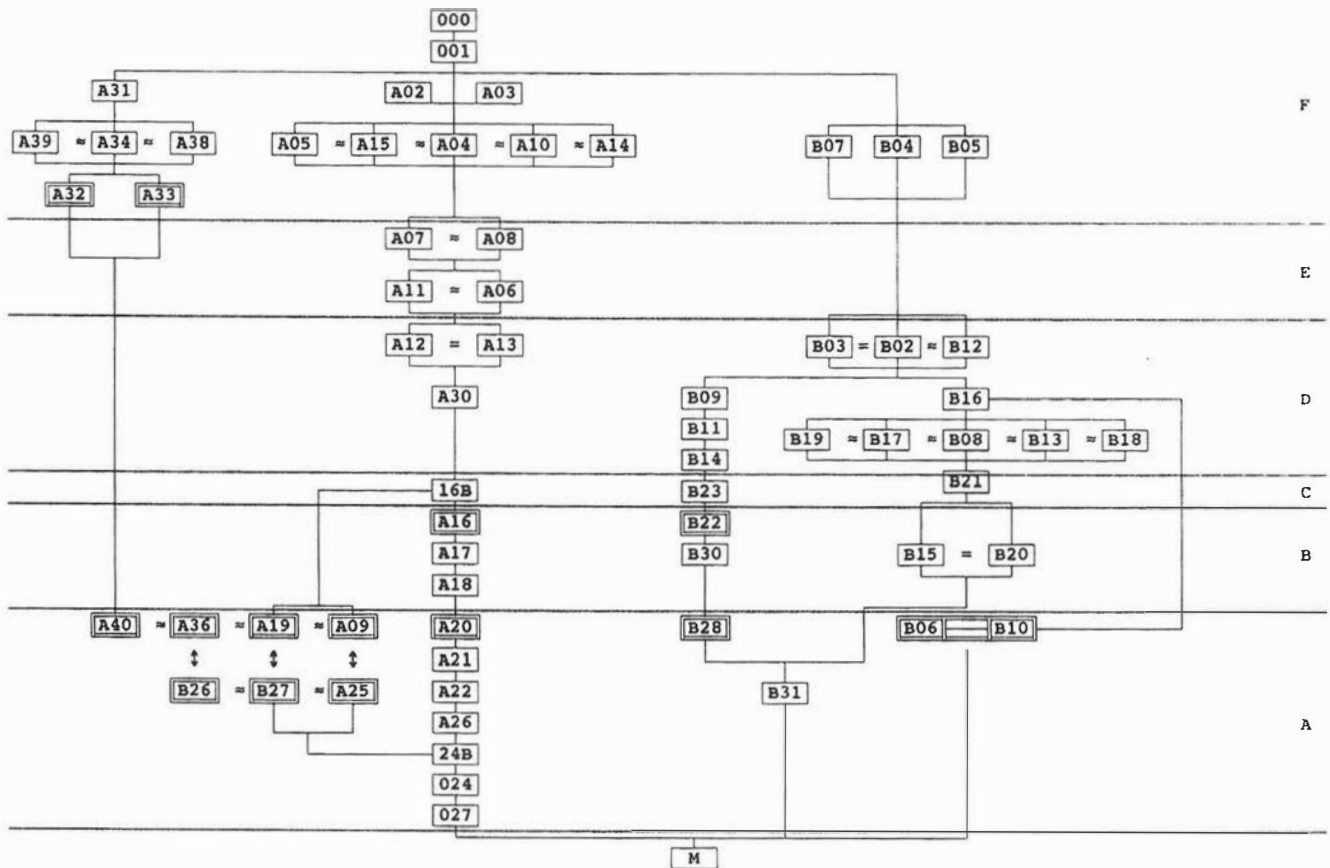 000
001
A31 A02 A03 F
A39 ≈ A34 ≈ A38 A05 ≈ A15 ≈ A04 ≈ A10 ≈ A14 B07 B04 B05
A32 A33
A07 ≈ A08
E
A11 ≈ A06
A12 = A13 B03 = B02 ≈ B12
A30 B09 B16 D
B11
B19 ≈ B17 ≈ B08 ≈ B13 ≈ B18
B14
16B B23 B21 C
A16 B22
A17 B30 B15 = B20 B
A18
A40 ≈ A36 ≈ A19 ≈ A09 A20 B28 B06 B10
↕ ↕ ↕ A21
B26 ≈ B27 ≈ A25 A22 B31
A26 A
24B
024
027
M